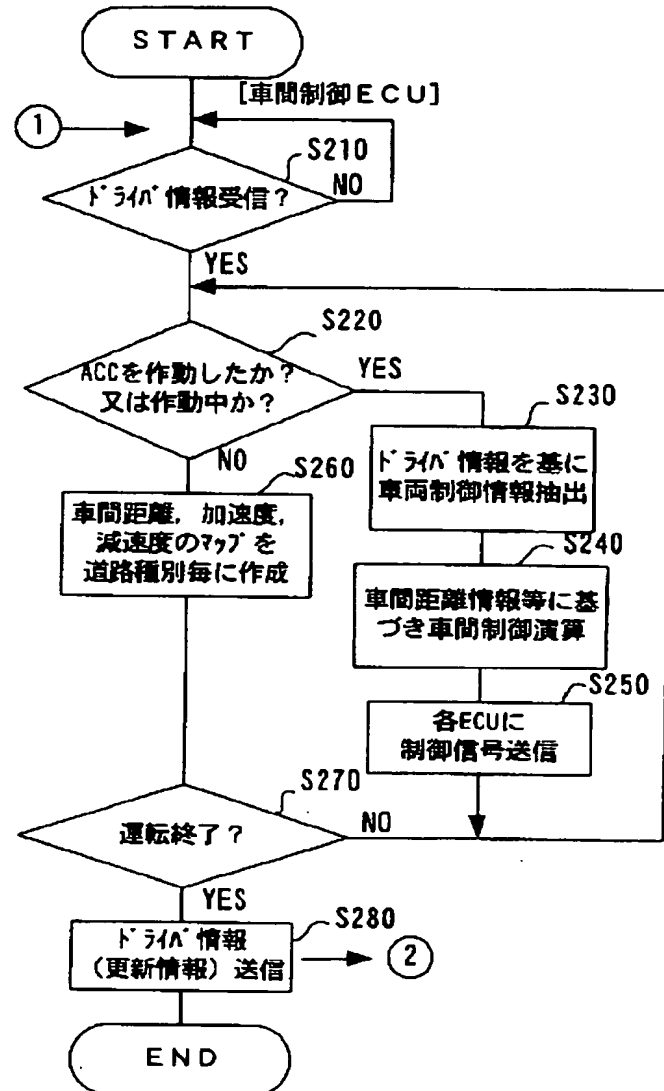 START
[車間制御ECU]
①
S210
ドライバ情報受信?
NO
YES
S220
ACCを作動したか?
又は作動中か?
YES
NO
S230
ドライバ情報を基に
車両制御情報抽出
S260
車間距離,加速度,
減速度のマップを
道路種別毎に作成
S240
車間距離情報等に基
づき車間制御演算
S250
各ECUに
制御信号送信
S270
運転終了?
NO
YES
S280
ドライバ情報
(更新情報)送信
②
END